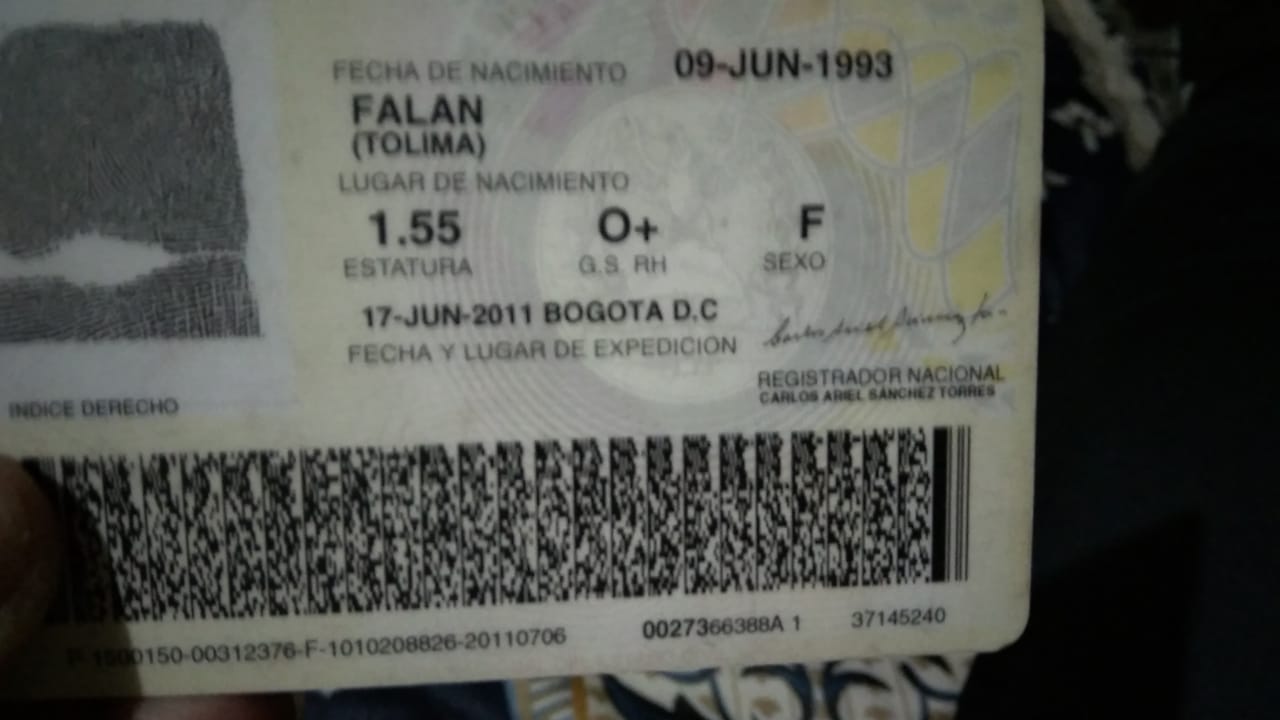 FECHA DE NACIMIENTO 09-JUN-1993
FALAN
(TOLIMA)
LUGAR DE NACIMIENTO
1.55 O+ F
ESTATURA G.S. RH SEXO
17-JUN-2011 BOGOTA D.C
FECHA Y LUGAR DE EXPEDICION
REGISTRADOR NACIONAL
CARLOS ARIEL SÁNCHEZ TORRES
INDICE DERECHO
P-1500150-00312376-F-1010208826-20110706 0027366388A 1 37145240